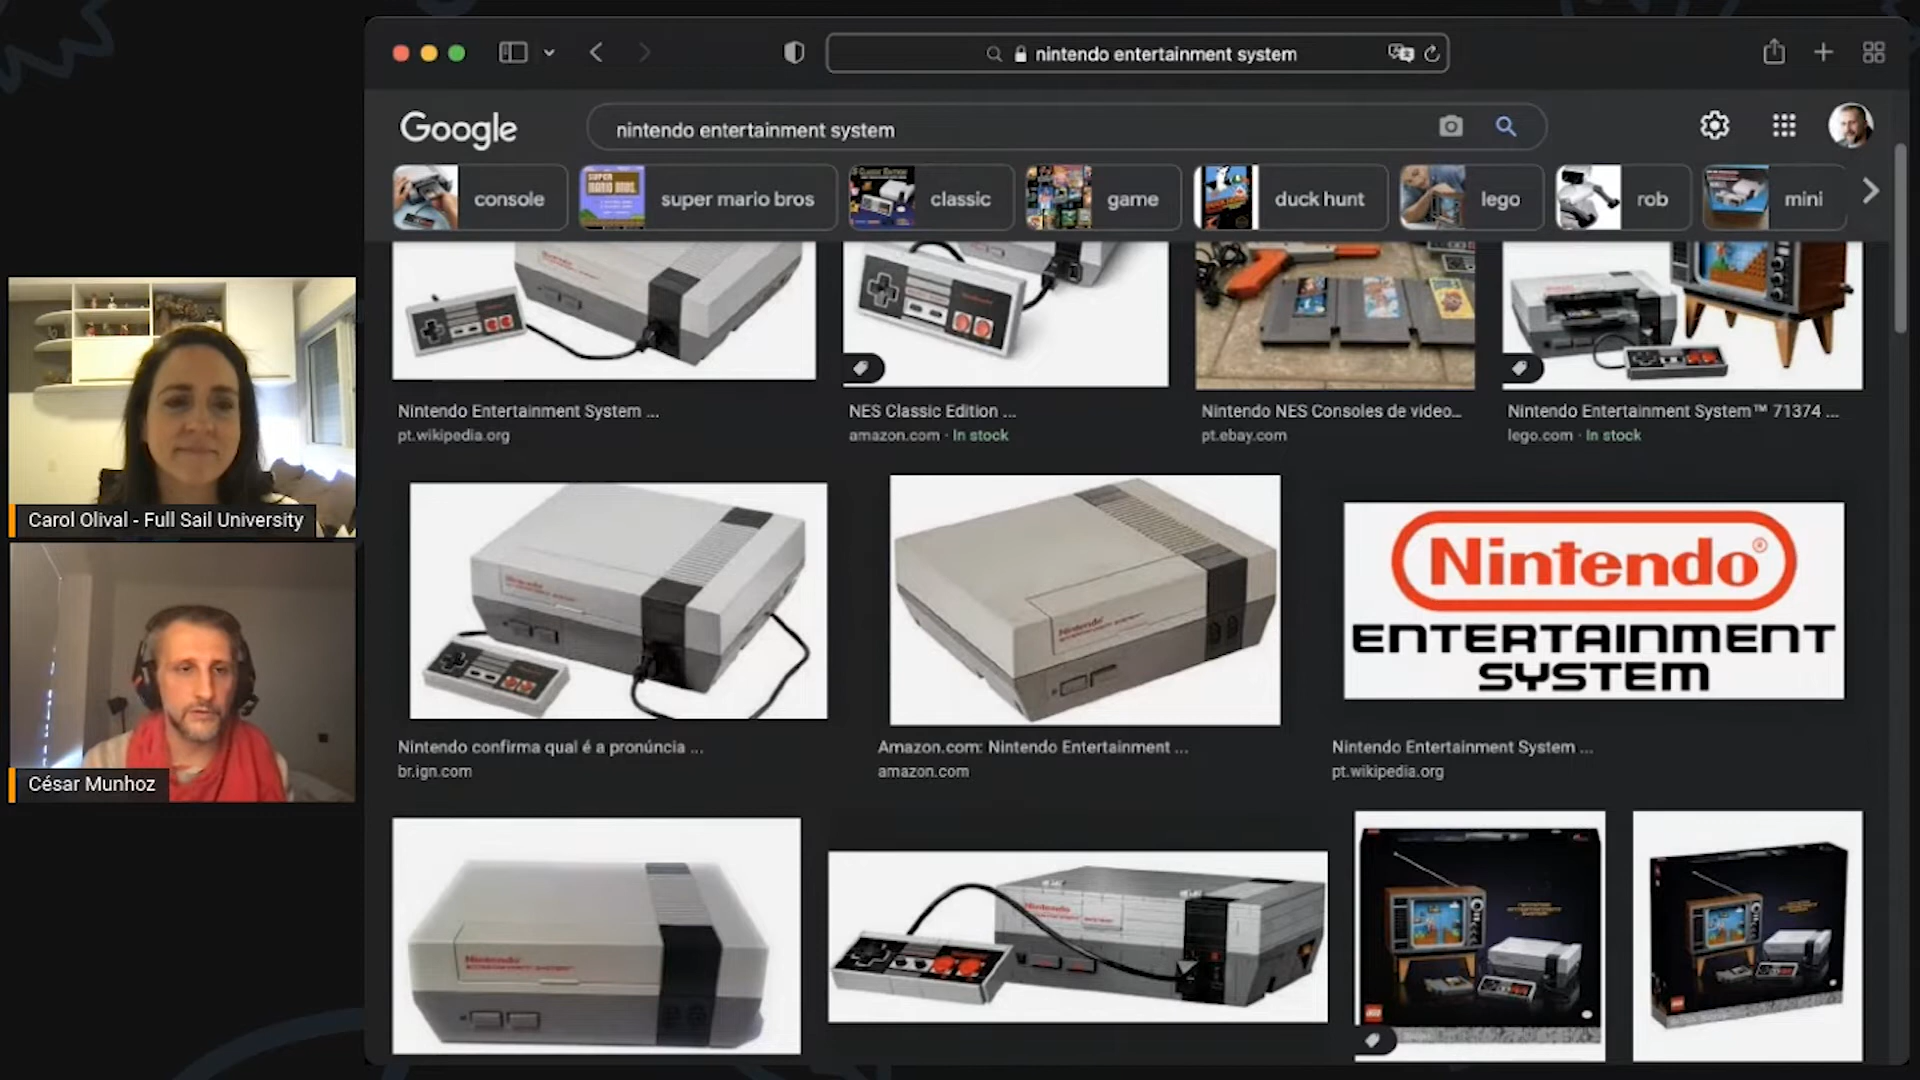 nintendo entertainment system
Google
nintendo entertainment system
console
super mario bros
classic
game
duck hunt
lego
rob
mini
Nintendo Entertainment System ...
pt.wikipedia.org
NES Classic Edition ...
amazon.com · In stock
Nintendo NES Consoles de video...
pt.ebay.com
Nintendo Entertainment System™ 71374 ...
lego.com · In stock
Carol Olival - Full Sail University
César Munhoz
Nintendo®
ENTERTAINMENT
SYSTEM
Nintendo confirma qual é a pronúncia ...
br.ign.com
Amazon.com: Nintendo Entertainment ...
amazon.com
Nintendo Entertainment System ...
pt.wikipedia.org